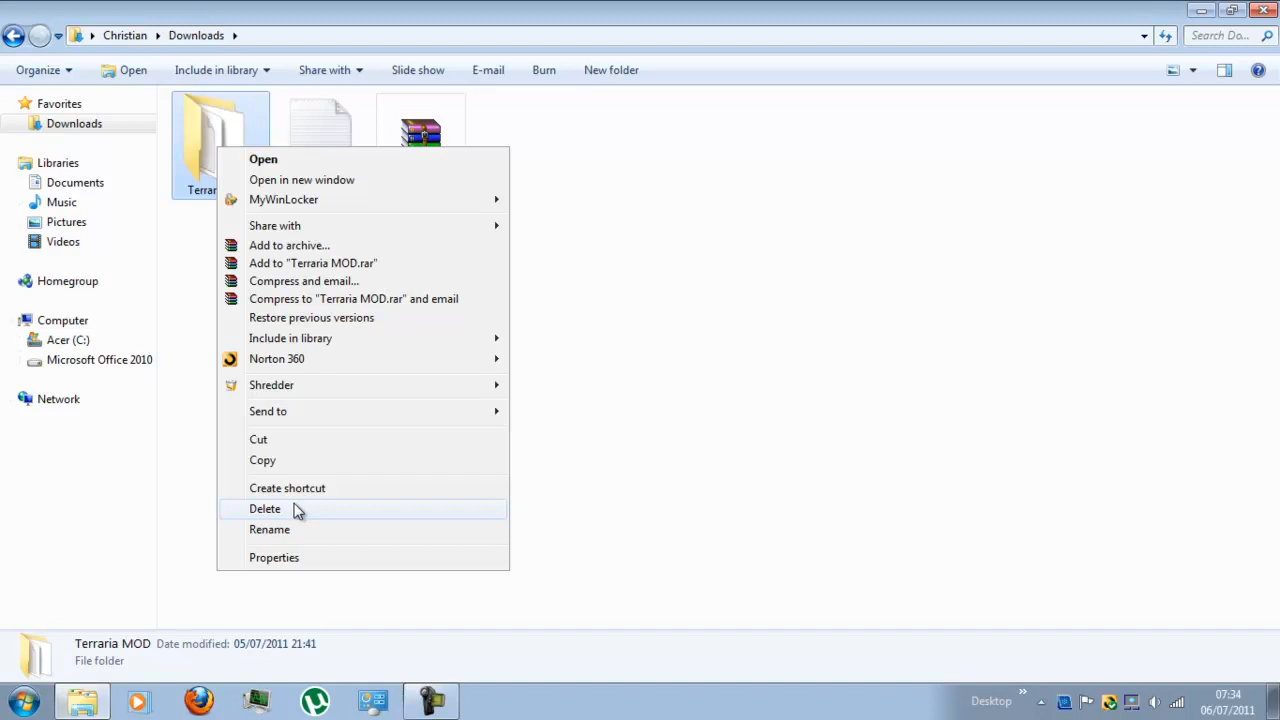 Christian Downloads
Search Do...
Organize Open Include in library Share with Slide show E-mail Burn New folder
Favorites
Downloads
Libraries
Documents
Music
Pictures
Videos
Homegroup
Computer
Acer (C:)
Microsoft Office 2010
Network
Terrar
Open
Open in new window
MyWinLocker
Share with
Add to archive...
Add to "Terraria MOD.rar"
Compress and email...
Compress to "Terraria MOD.rar" and email
Restore previous versions
Include in library
Norton 360
Shredder
Send to
Cut
Copy
Create shortcut
Delete
Rename
Properties
Terraria MOD Date modified: 05/07/2011 21:41
File folder
Desktop
07:34
06/07/2011